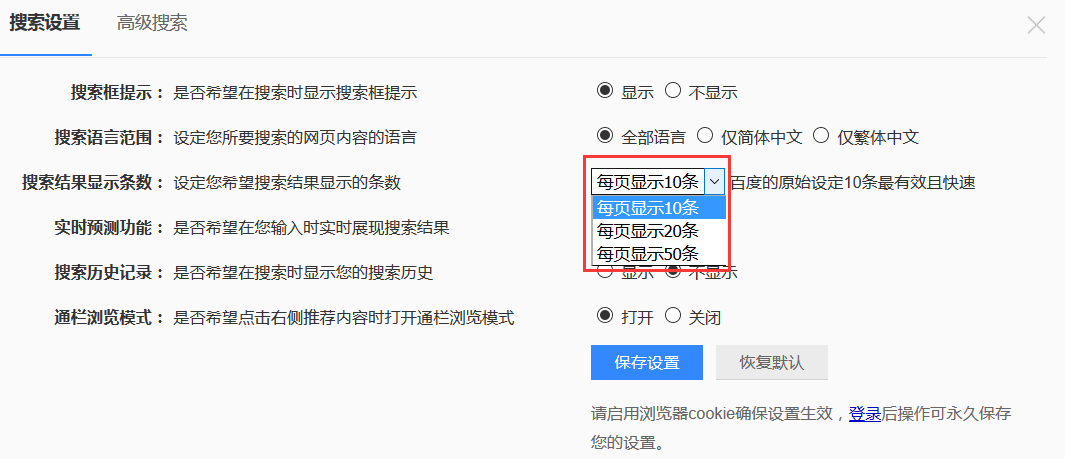 搜索设置 高级搜索
搜索框提示： 是否希望在搜索时显示搜索框提示 显示 不显示
搜索语言范围： 设定您所要搜索的网页内容的语言 全部语言 仅简体中文 仅繁体中文
搜索结果显示条数： 设定您希望搜索结果显示的条数 每页显示10条 百度的原始设定10条最有效且快速
每页显示10条
实时预测功能： 是否希望在您输入时实时展现搜索结果 每页显示20条
每页显示50条
搜索历史记录： 是否希望在搜索时显示您的搜索历史 显示 不显示
通栏浏览模式： 是否希望点击右侧推荐内容时打开通栏浏览模式 打开 关闭
保存设置 恢复默认
请启用浏览器cookie确保设置生效，登录后操作可永久保存
您的设置。